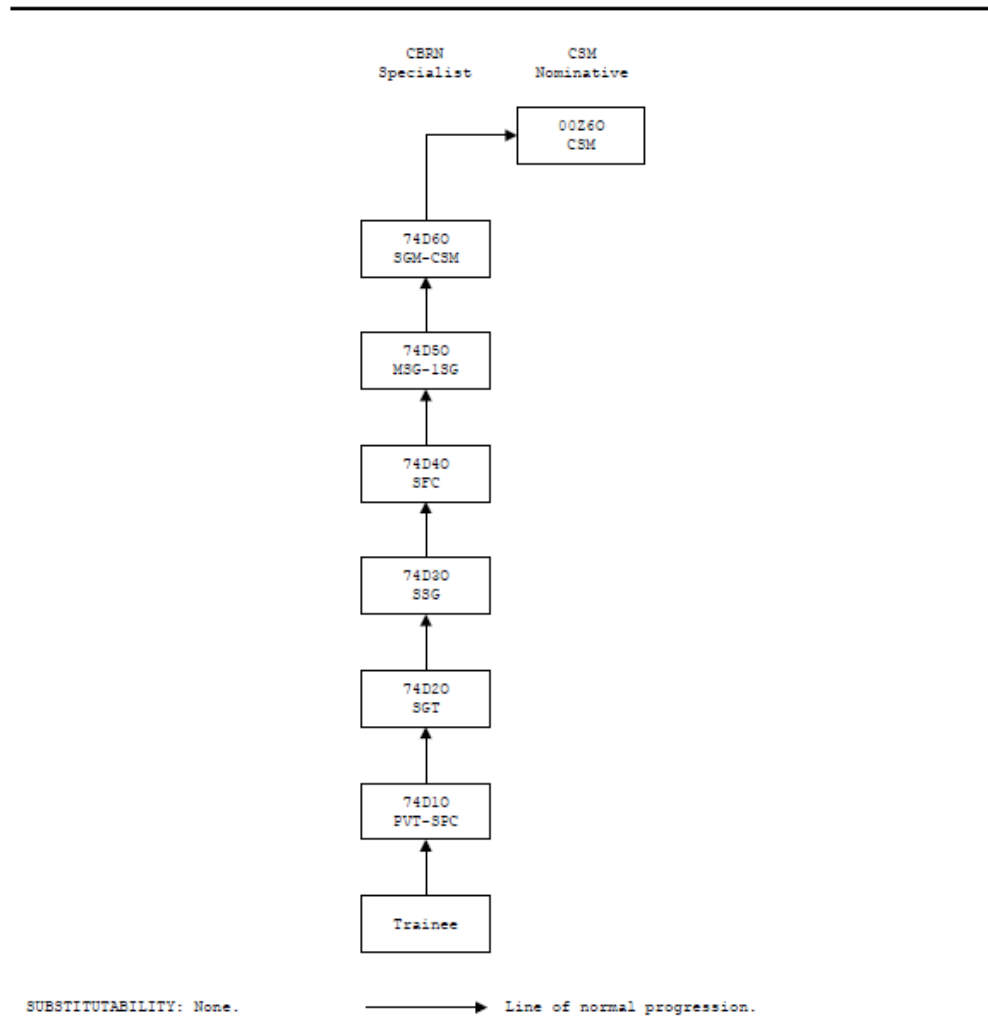 CBRN
Specialist
CSM
Nominative
00Z6O
CSM
74D6O
SGM-CSM
74D5O
MSG-1SG
74D4O
SFC
74D3O
SSG
74D2O
SGT
74D1O
PVT-SPC
Trainee
SUBSTITUTABILITY: None.
Line of normal progression.